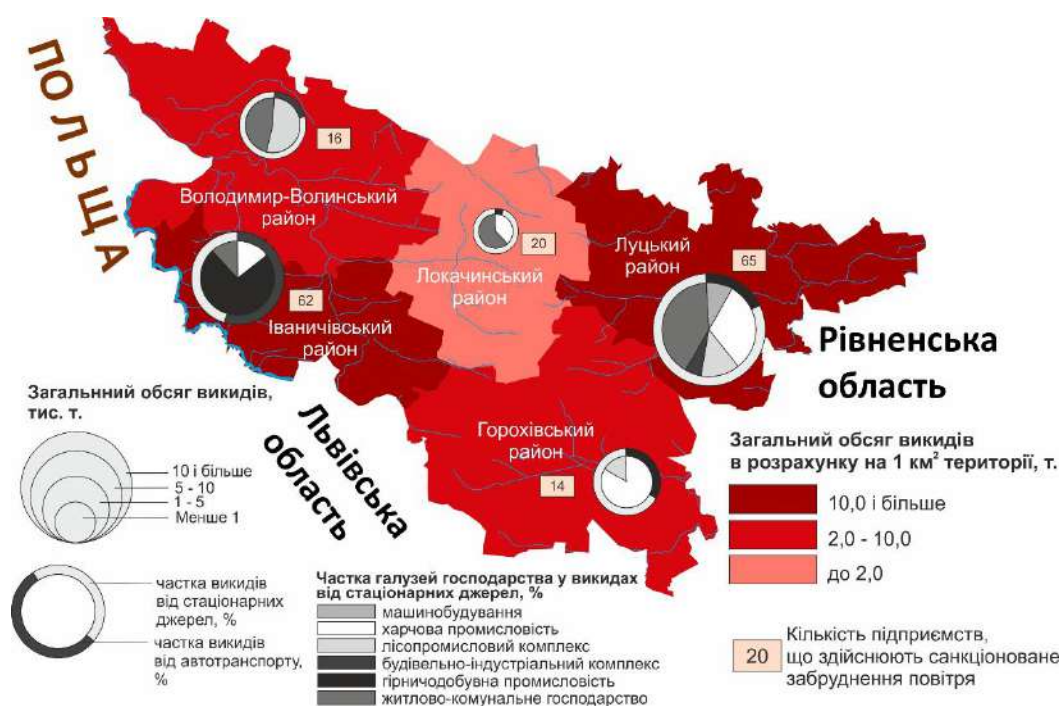 ПОЛЬЩА
16
Володимир-Волинський
район
20
Локачинський
район
Луцький
район
65
62
Іваничівський
район
Рівненська
область
Львівська
область
Горохівський
район
14
Загальнний обсяг викидів,
тис. т.
10 і більше
5 - 10
1 - 5
Менше 1
частка викидів
від стаціонарних
джерел, %
частка викидів
від автотранспорту,
%
Частка галузей господарства у викидах
від стаціонарних джерел, %
машинобудування
харчова промисловість
лісопромисловий комплекс
будівельно-індустріальний комплекс
гірничодобувна промисловість
житлово-комунальне господарство
Загальний обсяг викидів
в розрахунку на 1 км² території, т.
10,0 і більше
2,0 - 10,0
до 2,0
20
Кількість підприємств,
що здійснюють санкціоноване
забруднення повітря